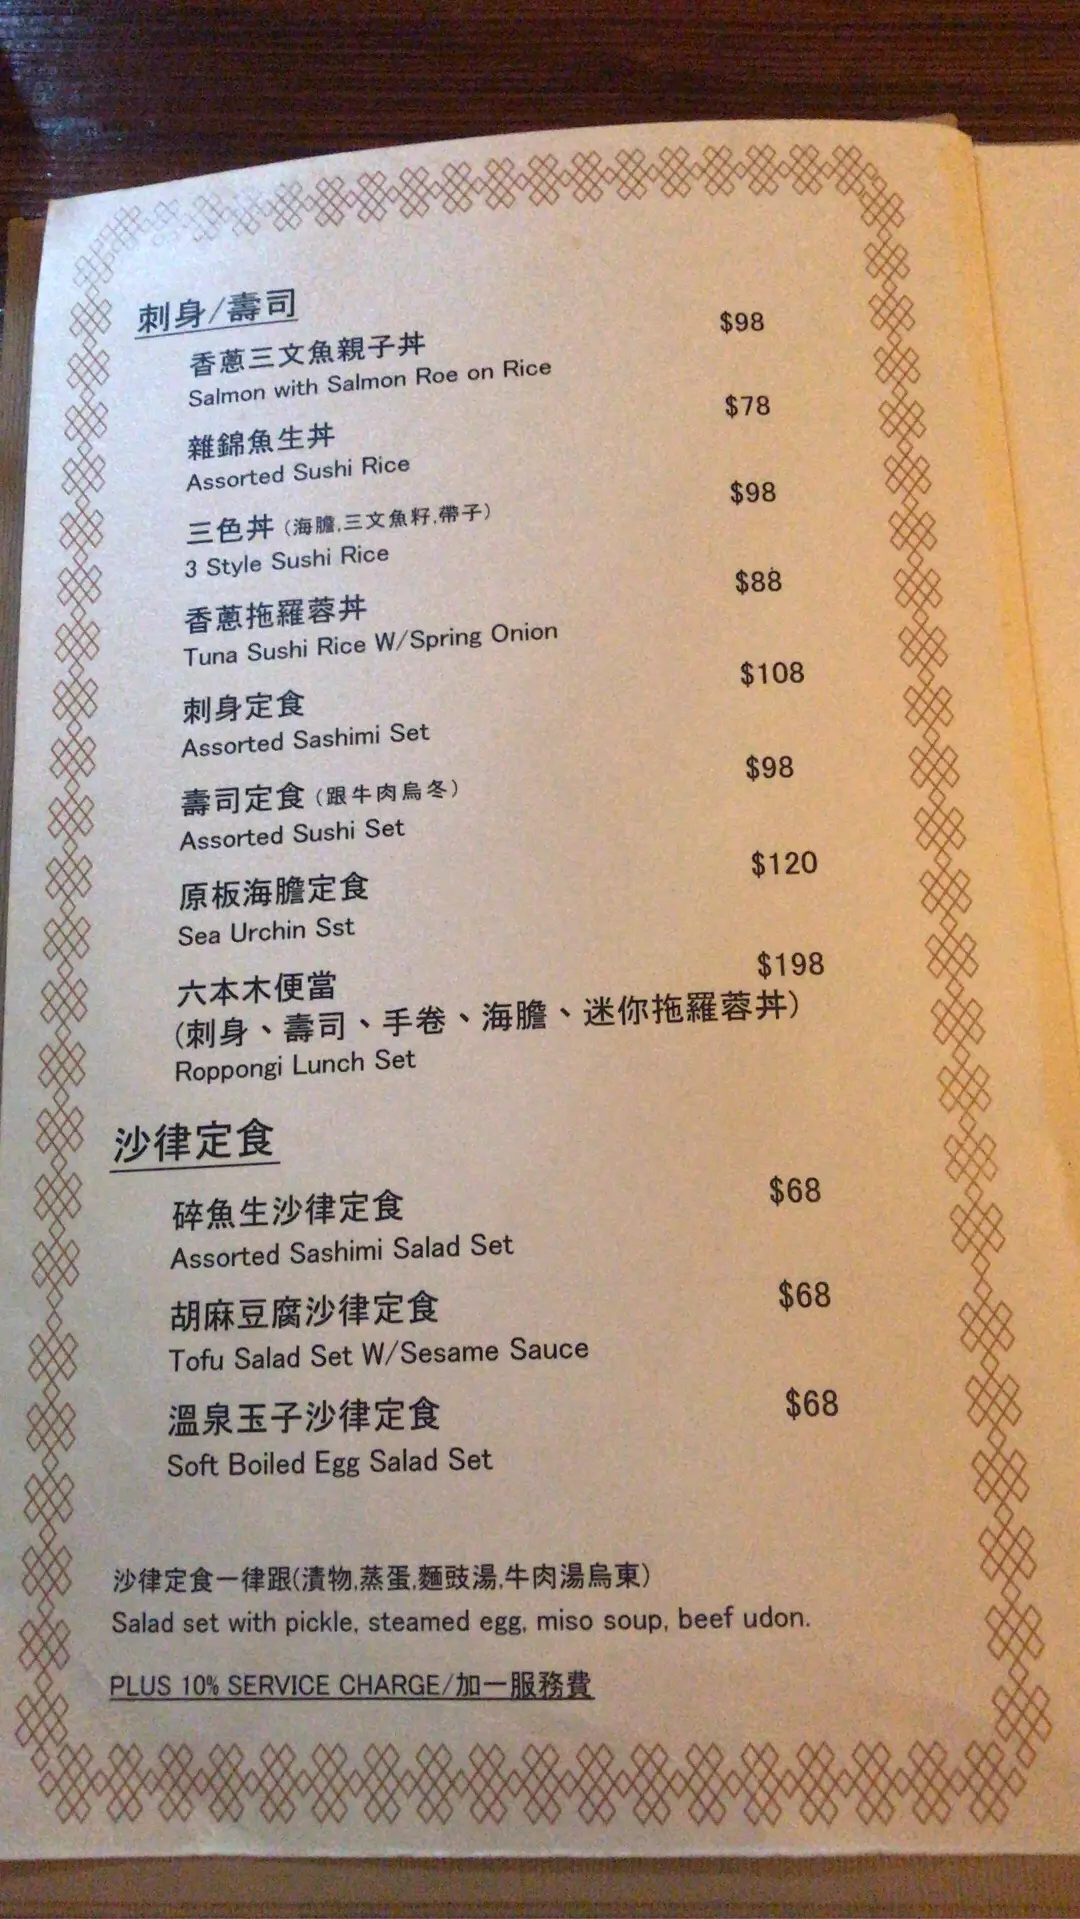 刺身/壽司
香蔥三文魚親子丼 $98
Salmon with Salmon Roe on Rice
雜錦魚生丼 $78
Assorted Sushi Rice
三色丼 (海膽,三文魚籽,帶子) $98
3 Style Sushi Rice
香蔥拖羅蓉丼 $88
Tuna Sushi Rice W/Spring Onion
刺身定食 $108
Assorted Sashimi Set
壽司定食 (跟牛肉烏冬) $98
Assorted Sushi Set
原板海膽定食 $120
Sea Urchin Sst
六本木便當 $198
(刺身、壽司、手卷、海膽、迷你拖羅蓉丼)
Roppongi Lunch Set
沙律定食
碎魚生沙律定食 $68
Assorted Sashimi Salad Set
胡麻豆腐沙律定食 $68
Tofu Salad Set W/Sesame Sauce
溫泉玉子沙律定食 $68
Soft Boiled Egg Salad Set
沙律定食一律跟(漬物,蒸蛋,麵豉湯,牛肉湯烏東)
Salad set with pickle, steamed egg, miso soup, beef udon.
PLUS 10% SERVICE CHARGE/加一服務費